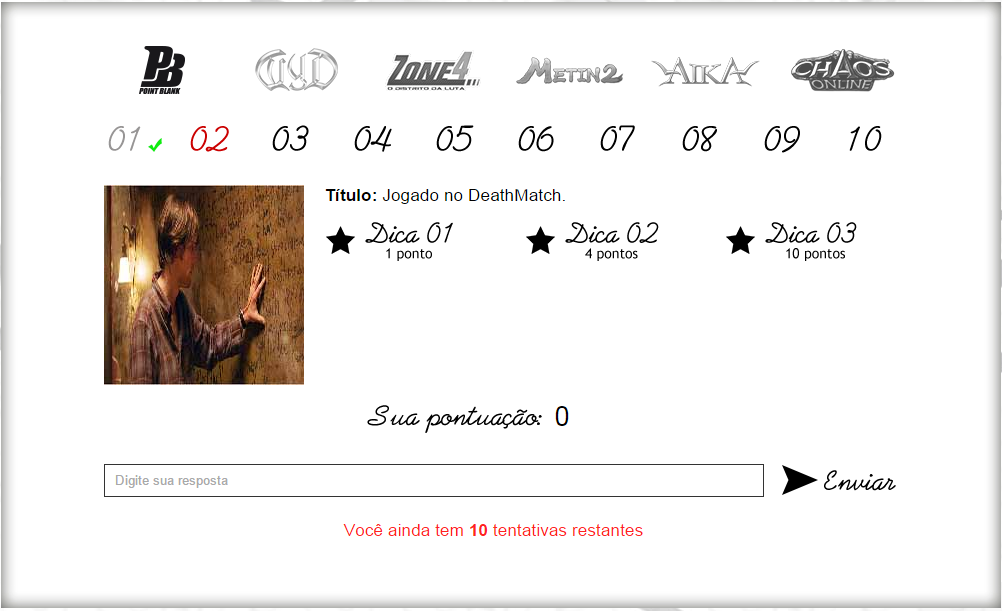 PB
POINT BLANK
ZONE4
O DISTRITO DA LUTA
METIN2
AIKA
CHAOS
ONLINE
01 02 03 04 05 06 07 08 09 10
Título: Jogado no DeathMatch.
Dica 01 Dica 02 Dica 03
1 ponto 4 pontos 10 pontos
Sua pontuação: 0
Digite sua resposta
Enviar
Você ainda tem 10 tentativas restantes